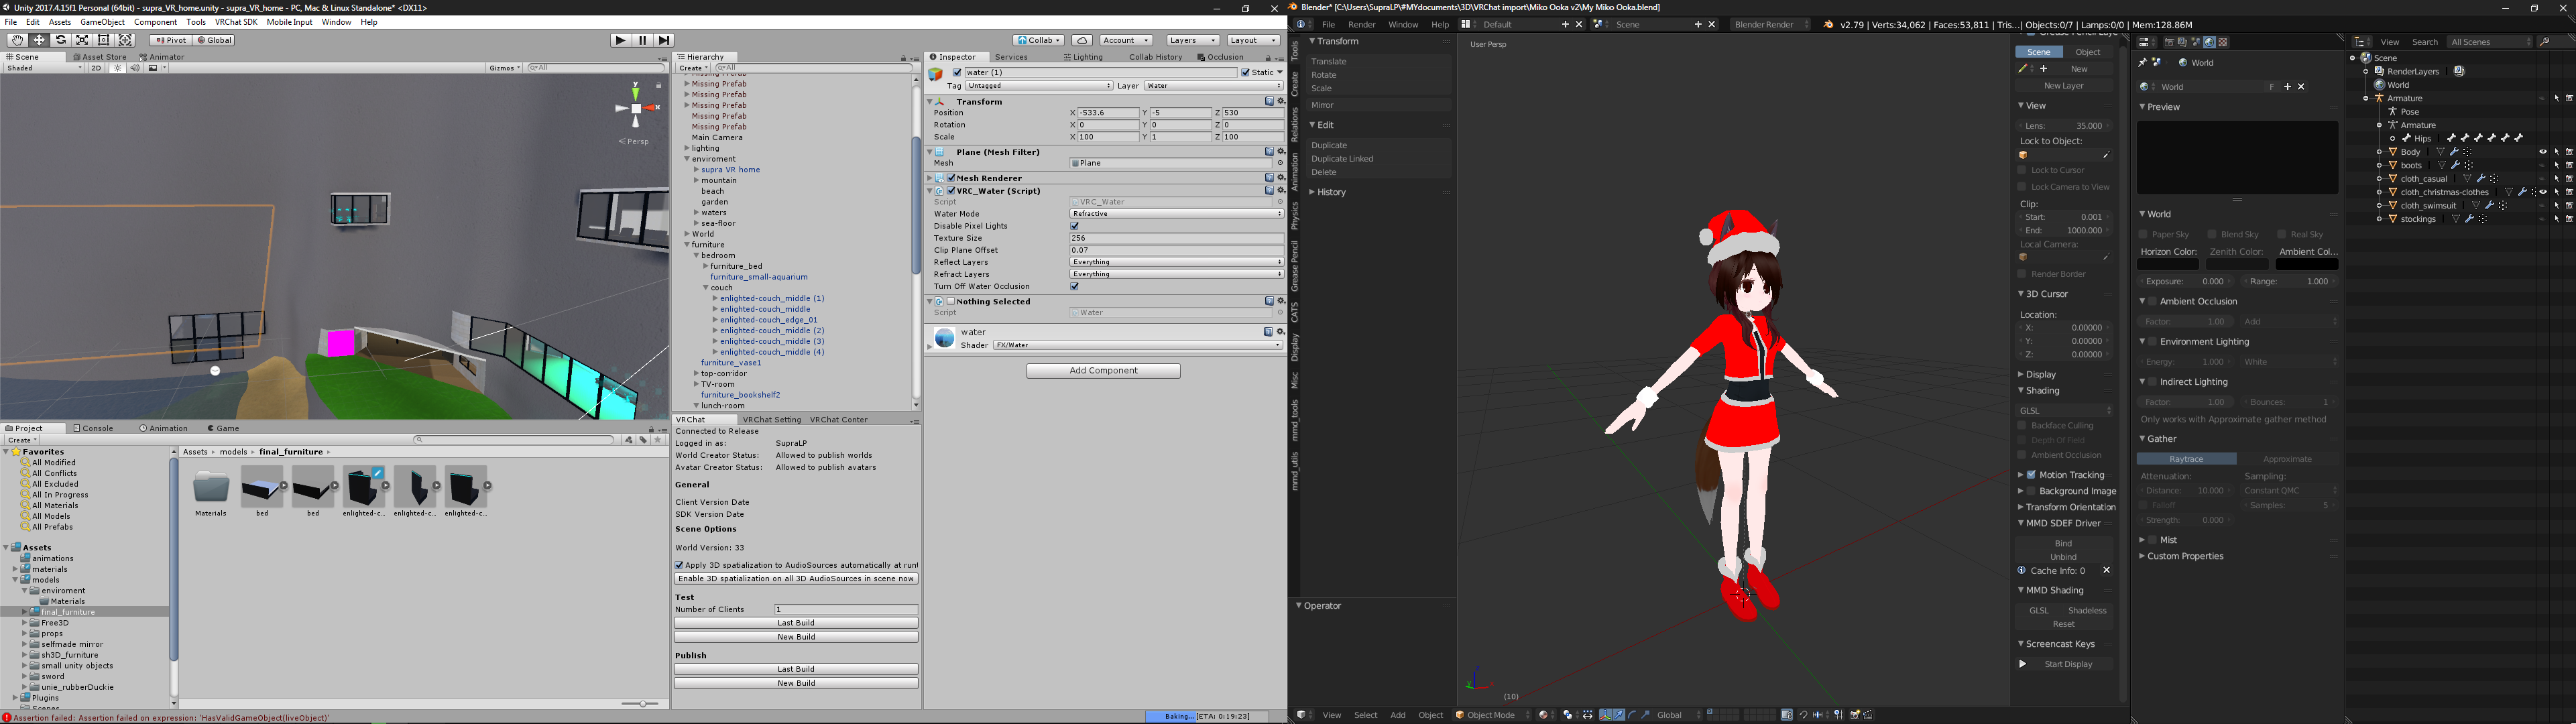 Unity 2017.4.15f1 Personal (64bit) - supra_VR_home.unity - supra_VR_home - PC, Mac & Linux Standalone* <DX11>
File Edit Assets GameObject Component Tools VRChat SDK Mobile Input Window Help
Pivot Global
Collab Account Layers Layout
Scene Asset Store Animator
Shaded 2D Gizmos All
y
x
Persp
Hierarchy
Create All
Missing Prefab
Missing Prefab
Missing Prefab
Missing Prefab
Missing Prefab
Main Camera
lighting
enviroment
supra VR home
mountain
beach
garden
waters
sea-floor
World
furniture
bedroom
furniture_bed
furniture_small-aquarium
couch
enlighted-couch_middle (1)
enlighted-couch_middle
enlighted-couch_edge_01
enlighted-couch_middle (2)
enlighted-couch_middle (3)
enlighted-couch_middle (4)
furniture_vase1
top-corridor
TV-room
furniture_bookshelf2
lunch-room
Inspector Services Lighting Collab History Occlusion
water (1) Static
Tag Untagged Layer Water
Transform
Position X -533.6 Y -5 Z 530
Rotation X 0 Y 0 Z 0
Scale X 100 Y 1 Z 100
Plane (Mesh Filter)
Mesh Plane
Mesh Renderer
VRC_Water (Script)
Script VRC_Water
Water Mode Refractive
Disable Pixel Lights
Texture Size 256
Clip Plane Offset 0.07
Reflect Layers Everything
Refract Layers Everything
Turn Off Water Occlusion
Nothing Selected
Script Water
water
Shader FX/Water
Add Component
Project Console Animation Game
Create
Favorites
All Modified
All Conflicts
All Excluded
All In Progress
All Materials
All Models
All Prefabs
Assets
animations
materials
models
enviroment
Materials
final_furniture
Free3D
props
selfmade mirror
sh3D_furniture
small unity objects
sword
unie_rubberDuckie
Plugins
Scenes
Assets models final_furniture
Materials bed bed enlighted-c... enlighted-c... enlighted-c...
VRChat VRChat Setting VRChat Center
Connected to Release
Logged in as: SupraLP
World Creator Status: Allowed to publish worlds
Avatar Creator Status: Allowed to publish avatars
General
Client Version Date
SDK Version Date
Scene Options
World Version: 33
Apply 3D spatialization to AudioSources automatically at runt
Enable 3D spatialization on all 3D AudioSources in scene now
Test
Number of Clients 1
Last Build
New Build
Publish
Last Build
New Build
Assertion failed: Assertion failed on expression: 'HasValidGameObject(liveObject)'
Baking... [ETA: 0:19:23]
Blender* [C:\Users\SupraLP\#MYdocuments\3D\VRChat import\Miko Ooka v2\My Miko Ooka.blend]
File Render Window Help Default Scene Blender Render v2.79 | Verts:34,062 | Faces:53,811 | Tris...| Objects:0/7 | Lamps:0/0 | Mem:128.86M
Tools
Create
Relations
Animation
Physics
Grease Pencil
CATS
Display
Misc
mmd_tools
mmd_utils
Transform
Translate
Rotate
Scale
Mirror
Edit
Duplicate
Duplicate Linked
Delete
History
Operator
User Persp
(10)
View Select Add Object Object Mode Global
Grease Pencil Laye
Scene Object
New
New Layer
View
Lens: 35.000
Lock to Object:
Lock to Cursor
Lock Camera to View
Clip:
Start: 0.001
End: 1000.000
Local Camera:
Render Border
3D Cursor
Location:
X: 0.00000
Y: 0.00000
Z: 0.00000
Display
Shading
GLSL
Backface Culling
Depth Of Field
Ambient Occlusion
Motion Tracking
Background Image
Transform Orientation
MMD SDEF Driver
Bind
Unbind
Cache Info: 0
MMD Shading
GLSL Shadeless
Reset
Screencast Keys
Start Display
World
World F
Preview
World
Paper Sky Blend Sky Real Sky
Horizon Color: Zenith Color: Ambient Col...
Exposure: 0.000 Range: 1.000
Ambient Occlusion
Factor: 1.00 Add
Environment Lighting
Energy: 1.000 White
Indirect Lighting
Factor: 1.00 Bounces: 1
Only works with Approximate gather method
Gather
Raytrace Approximate
Attenuation: Sampling:
Distance: 10.000 Constant QMC
Falloff Samples: 5
Strength: 0.000
Mist
Custom Properties
View Search All Scenes
Scene
RenderLayers
World
Armature
Pose
Armature
Hips
Body
boots
cloth_casual
cloth_christmas-clothes
cloth_swimsuit
stockings